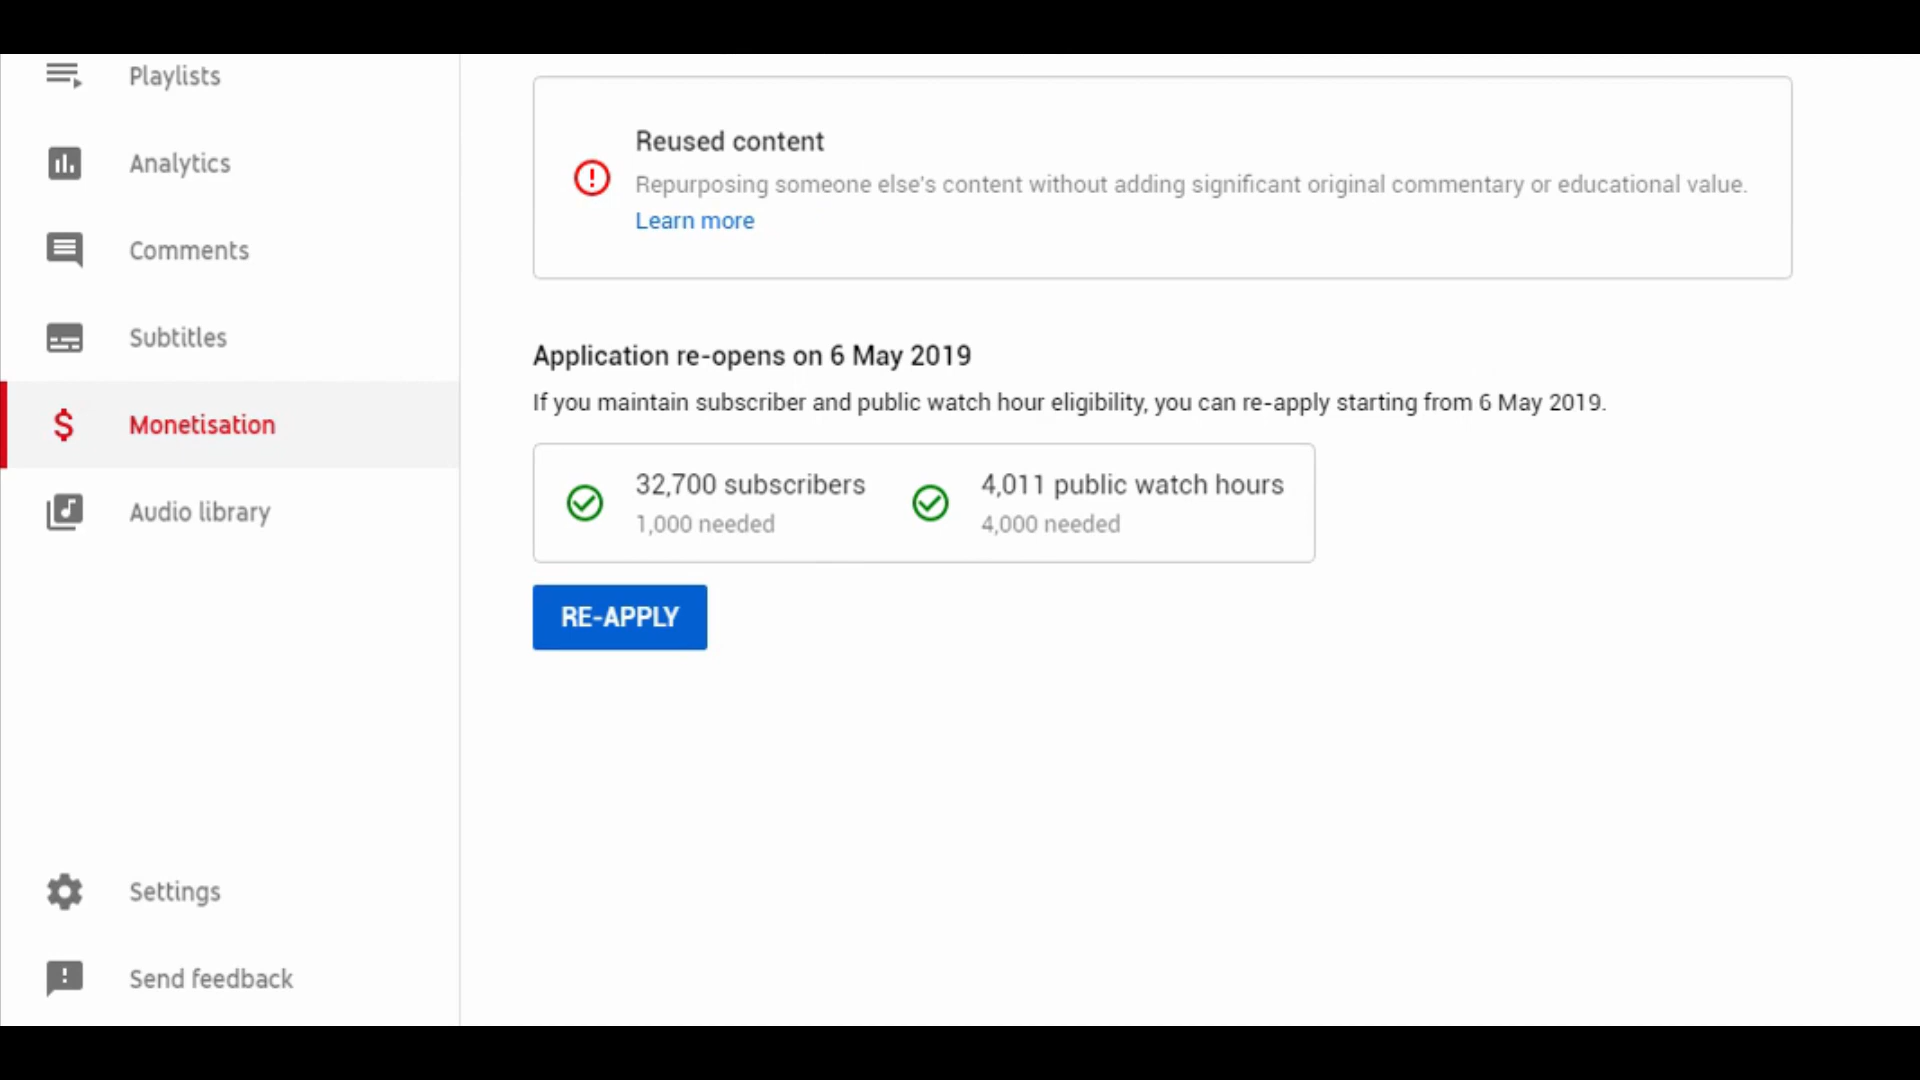 Playlists
Analytics
Comments
Subtitles
Monetisation
Audio library
Settings
Send feedback
Reused content
Repurposing someone else's content without adding significant original commentary or educational value.
Learn more
Application re-opens on 6 May 2019
If you maintain subscriber and public watch hour eligibility, you can re-apply starting from 6 May 2019.
32,700 subscribers
1,000 needed
4,011 public watch hours
4,000 needed
RE-APPLY